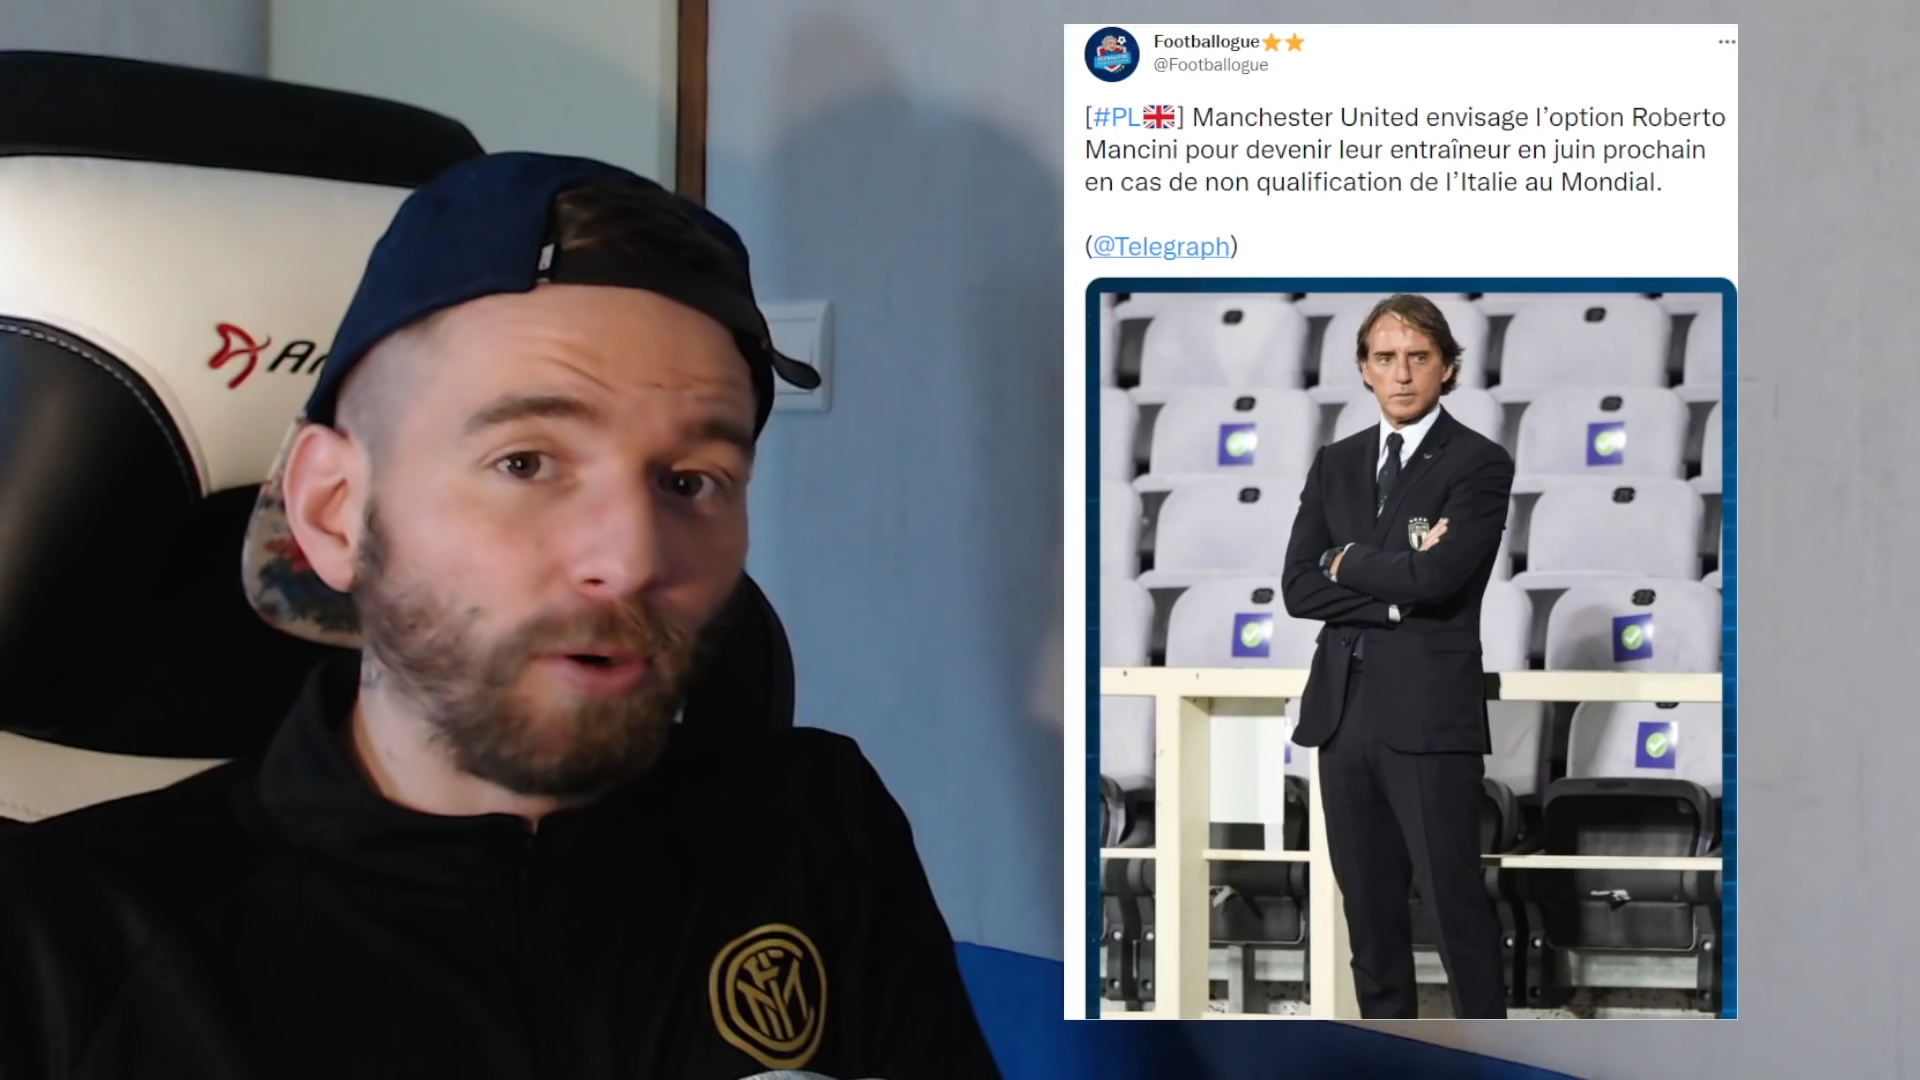 Footballogue⭐⭐
@Footballogue
[#PL🇬🇧] Manchester United envisage l’option Roberto
Mancini pour devenir leur entraîneur en juin prochain
en cas de non qualification de l’Italie au Mondial.
(@Telegraph)